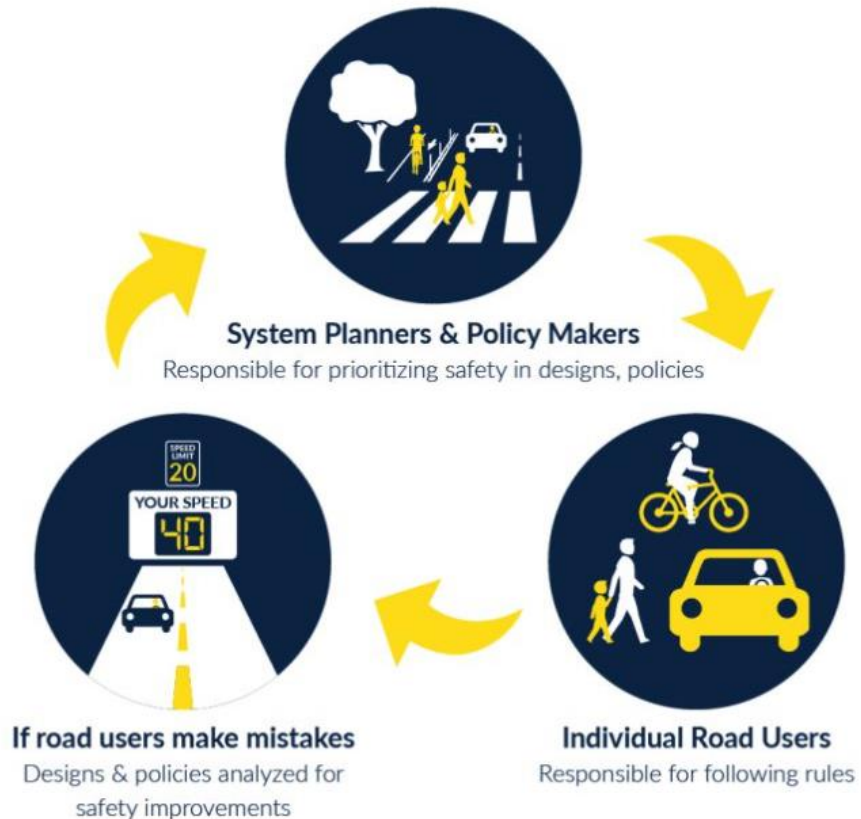 System Planners & Policy Makers
Responsible for prioritizing safety in designs, policies
SPEED
LIMIT
20
YOUR SPEED
40
If road users make mistakes
Designs & policies analyzed for
safety improvements
Individual Road Users
Responsible for following rules